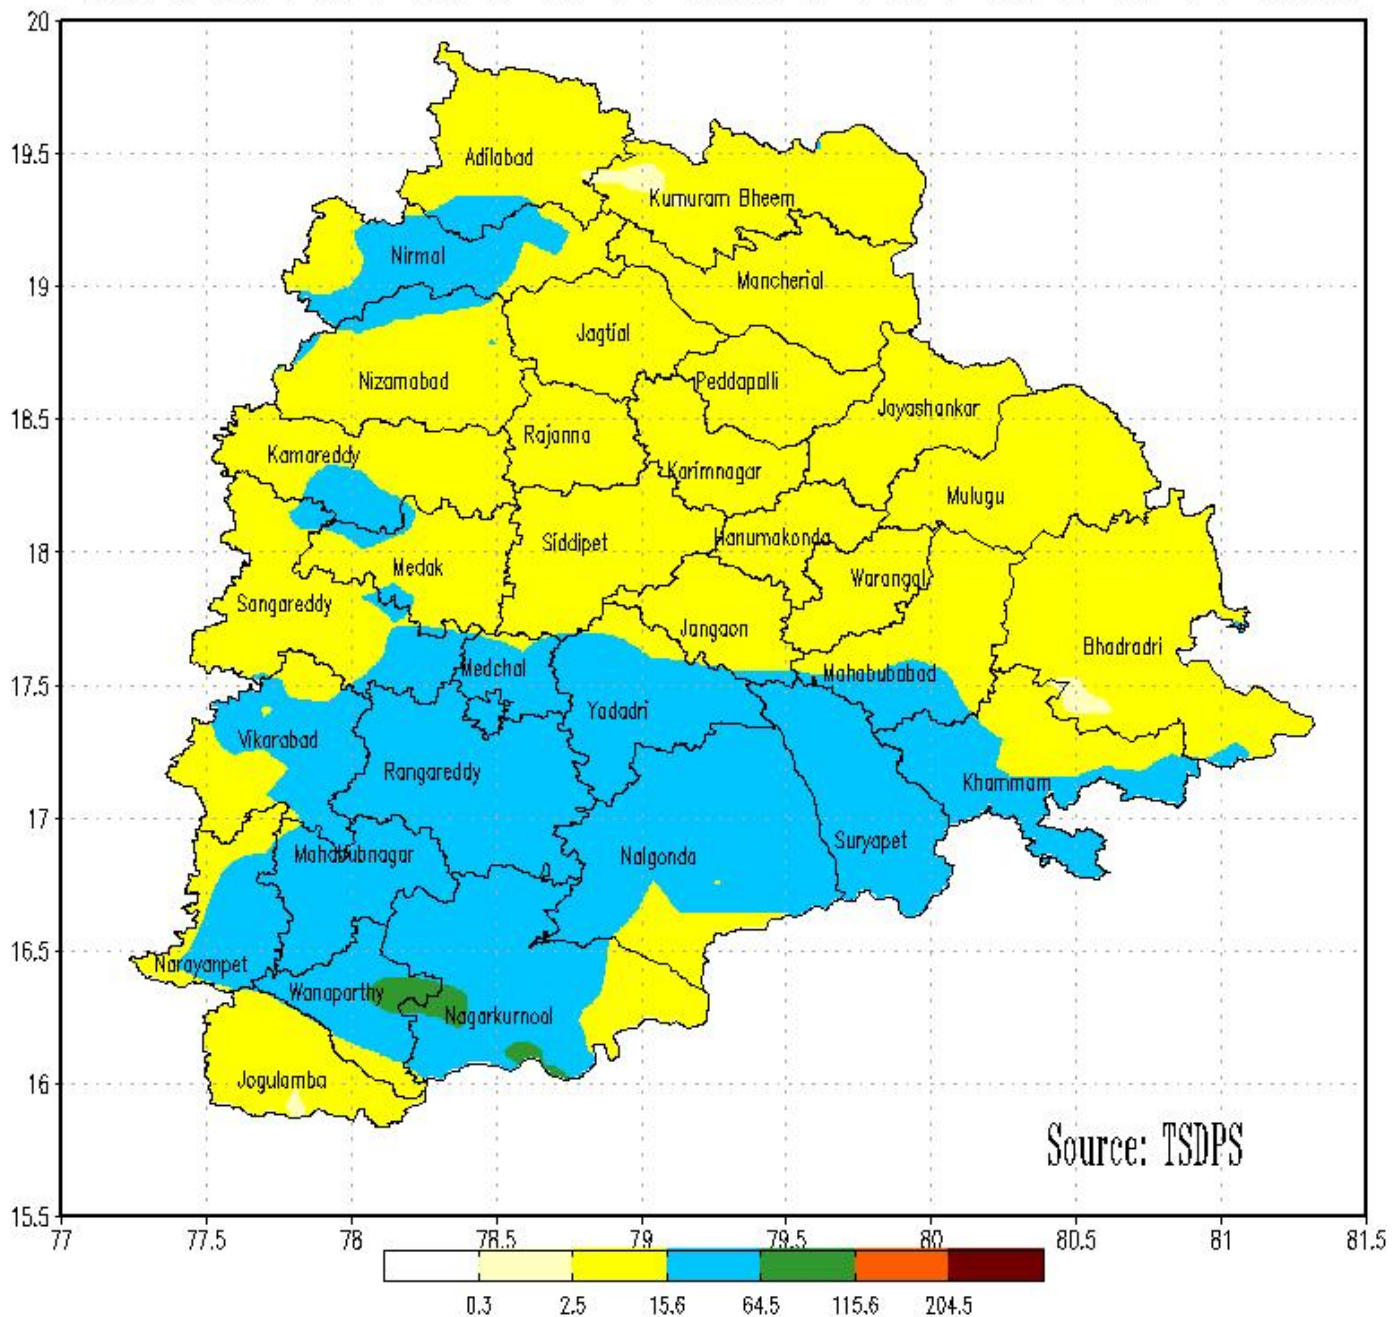 20
19.5
19
18.5
18
17.5
17
16.5
16
15.5
Adilabad
Kumuram Bheem
Nirmal
Mancherial
Jagtial
Nizamabad
Peddapalli
Jayashankar
Rajanna
Kamareddy
Karimnagar
Mulugu
Siddipet
Hanumakonda
Medak
Warangal
Sangareddy
Jangaon
Bhadradri
Medchal
Mahabubabad
Yadadri
Vikarabad
Rangareddy
Khammam
Suryapet
Mahabubnagar
Nalgonda
Narayanpet
Wanaparthy
Nagarkurnool
Jogulamba
Source: TSDPS
77 77.5 78 78.5 79 79.5 80 80.5 81 81.5
0.3 2.5 15.6 64.5 115.6 204.5